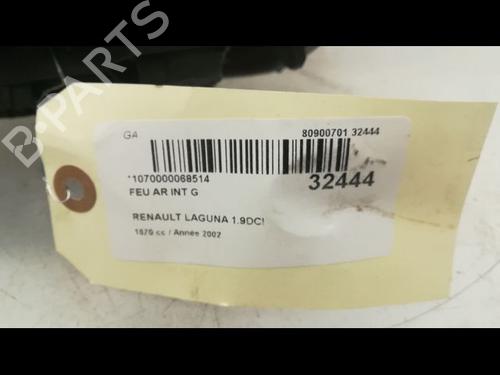 GA
80900701 32444
*1070000068514
32444
FEU AR INT G
RENAULT LAGUNA 1.9DCI
1870 cc / Année 2002
B-PARTS